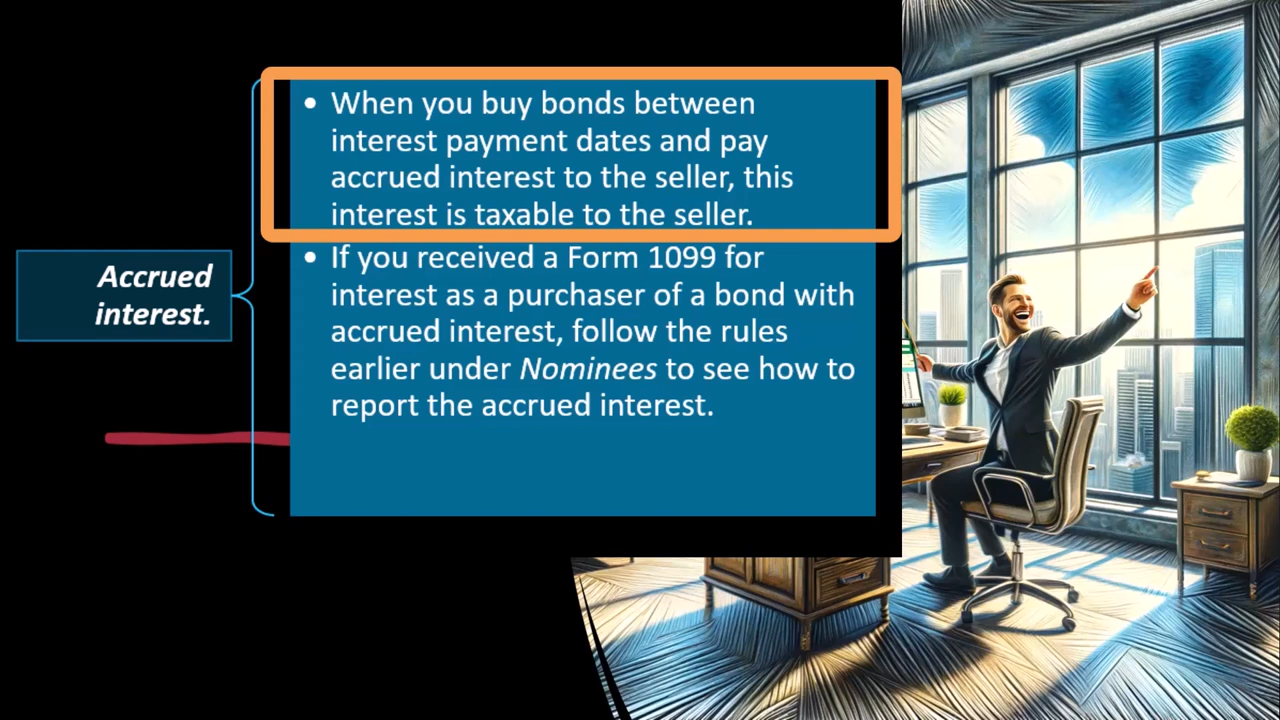 Accrued
interest.
• When you buy bonds between
interest payment dates and pay
accrued interest to the seller, this
interest is taxable to the seller.
• If you received a Form 1099 for
interest as a purchaser of a bond with
accrued interest, follow the rules
earlier under Nominees to see how to
report the accrued interest.